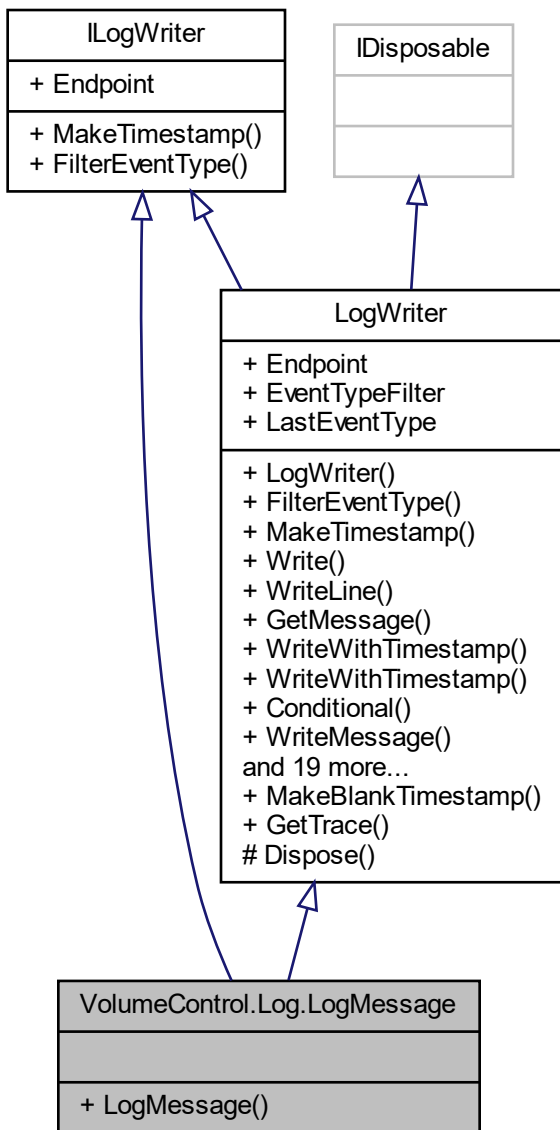 ILogWriter
+ Endpoint
+ MakeTimestamp()
+ FilterEventType()
IDisposable
LogWriter
+ Endpoint
+ EventTypeFilter
+ LastEventType
+ LogWriter()
+ FilterEventType()
+ MakeTimestamp()
+ Write()
+ WriteLine()
+ GetMessage()
+ WriteWithTimestamp()
+ WriteWithTimestamp()
+ Conditional()
+ WriteMessage()
and 19 more...
+ MakeBlankTimestamp()
+ GetTrace()
# Dispose()
VolumeControl.Log.LogMessage
+ LogMessage()